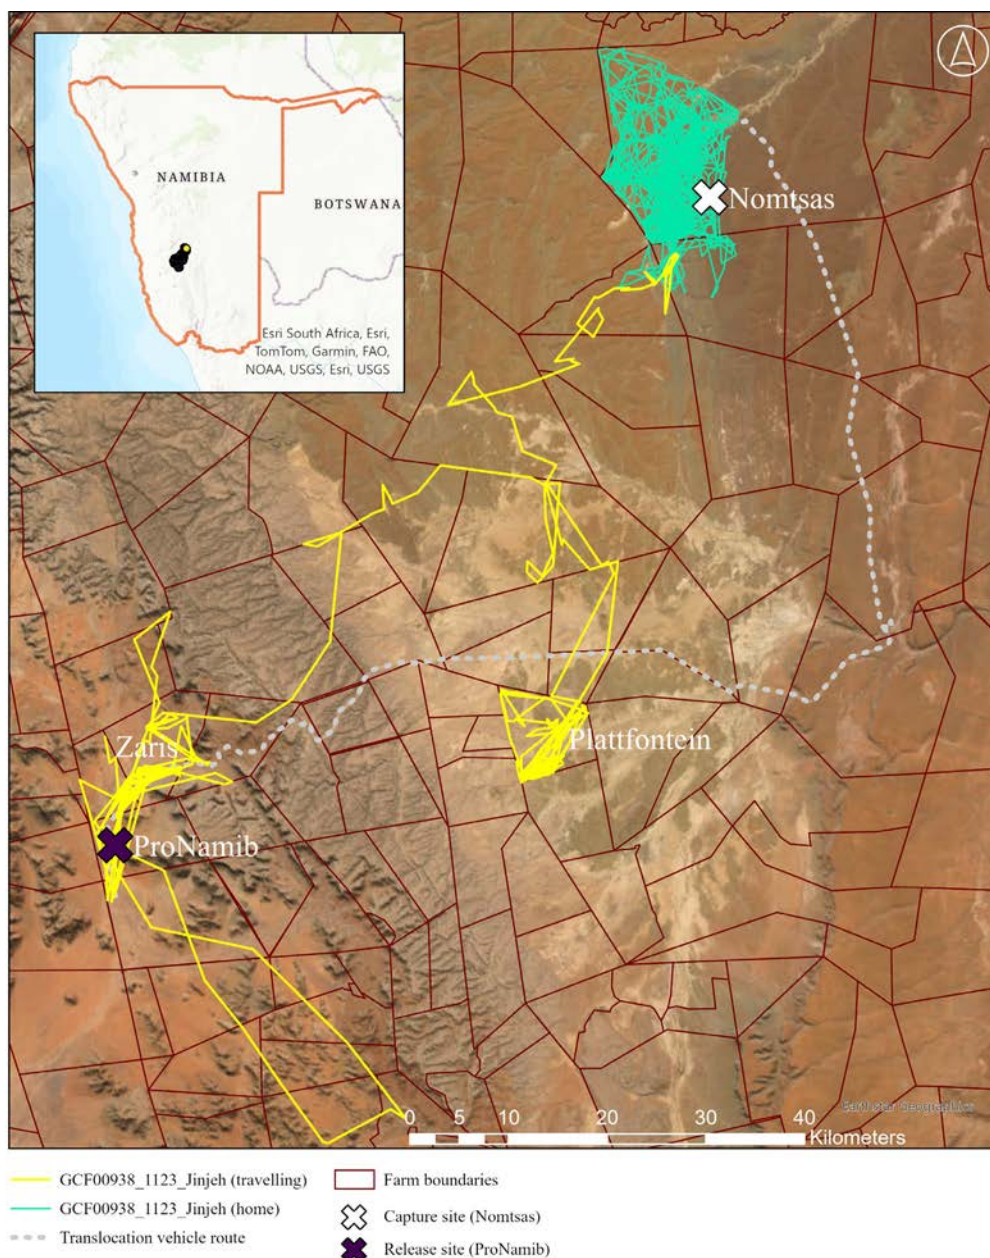 NAMIBIA
BOTSWANA
Esri South Africa, Esri,
TomTom, Garmin, FAO,
NOAA, USGS, Esri, USGS
Nomtsas
Zaris
Plattfontein
ProNamib
0 5 10 20 30 40
Kilometers
Earthstar Geographics
GCF00938_1123_Jinjeh (travelling)
GCF00938_1123_Jinjeh (home)
Translocation vehicle route
Farm boundaries
Capture site (Nomtsas)
Release site (ProNamib)